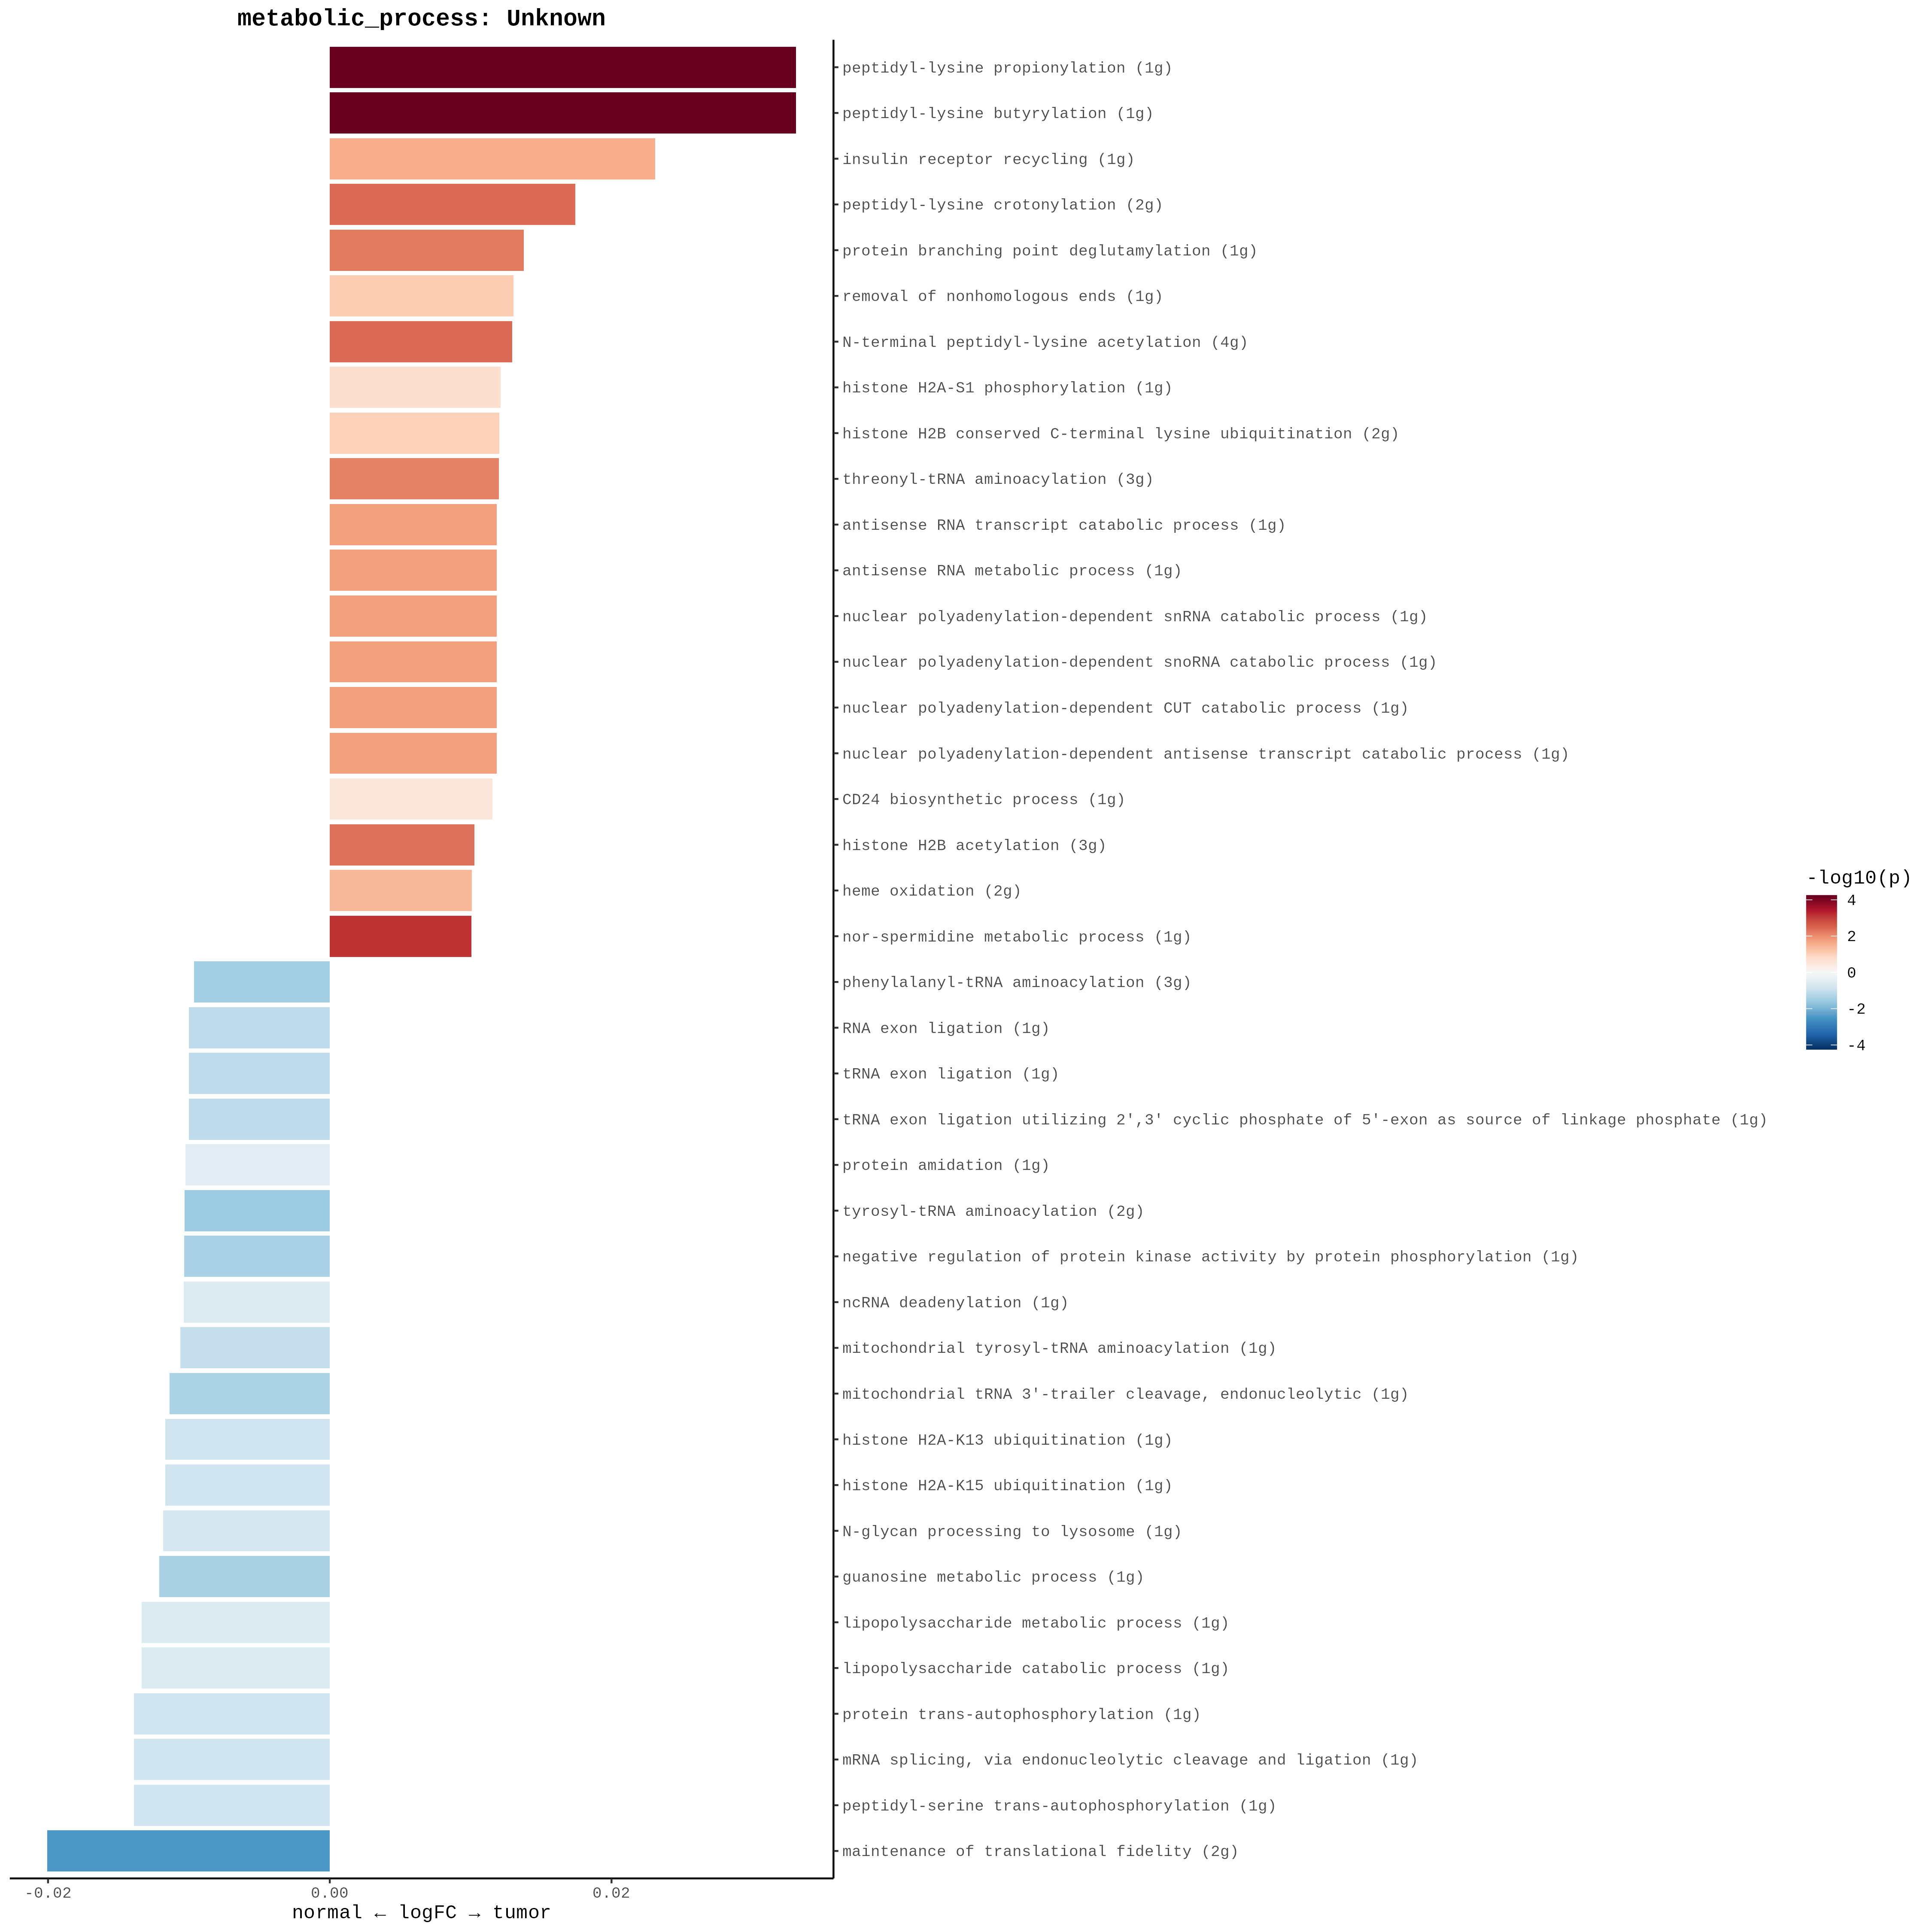 metabolic_process: Unknown
peptidyl-lysine propionylation (1g)
peptidyl-lysine butyrylation (1g)
insulin receptor recycling (1g)
peptidyl-lysine crotonylation (2g)
protein branching point deglutamylation (1g)
removal of nonhomologous ends (1g)
N-terminal peptidyl-lysine acetylation (4g)
histone H2A-S1 phosphorylation (1g)
histone H2B conserved C-terminal lysine ubiquitination (2g)
threonyl-tRNA aminoacylation (3g)
antisense RNA transcript catabolic process (1g)
antisense RNA metabolic process (1g)
nuclear polyadenylation-dependent snRNA catabolic process (1g)
nuclear polyadenylation-dependent snoRNA catabolic process (1g)
nuclear polyadenylation-dependent CUT catabolic process (1g)
nuclear polyadenylation-dependent antisense transcript catabolic process (1g)
CD24 biosynthetic process (1g)
histone H2B acetylation (3g)
heme oxidation (2g)
nor-spermidine metabolic process (1g)
phenylalanyl-tRNA aminoacylation (3g)
RNA exon ligation (1g)
tRNA exon ligation (1g)
tRNA exon ligation utilizing 2',3' cyclic phosphate of 5'-exon as source of linkage phosphate (1g)
protein amidation (1g)
tyrosyl-tRNA aminoacylation (2g)
negative regulation of protein kinase activity by protein phosphorylation (1g)
ncRNA deadenylation (1g)
mitochondrial tyrosyl-tRNA aminoacylation (1g)
mitochondrial tRNA 3'-trailer cleavage, endonucleolytic (1g)
histone H2A-K13 ubiquitination (1g)
histone H2A-K15 ubiquitination (1g)
N-glycan processing to lysosome (1g)
guanosine metabolic process (1g)
lipopolysaccharide metabolic process (1g)
lipopolysaccharide catabolic process (1g)
protein trans-autophosphorylation (1g)
mRNA splicing, via endonucleolytic cleavage and ligation (1g)
peptidyl-serine trans-autophosphorylation (1g)
maintenance of translational fidelity (2g)
-0.02 0.00 0.02
normal ← logFC → tumor
-log10(p)
4
2
0
-2
-4